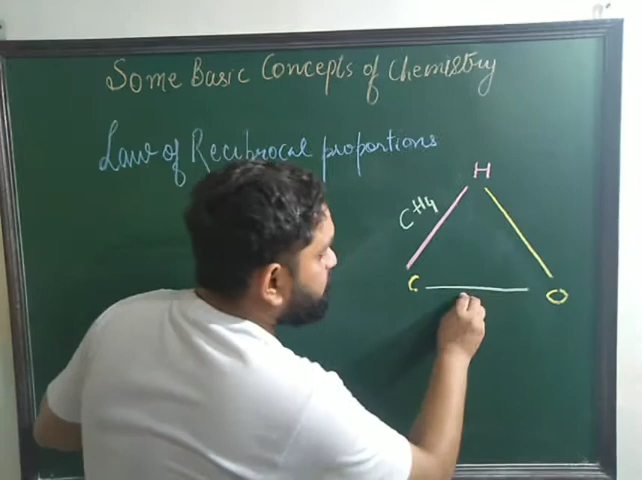 Some Basic Concepts of Chemistry
Law of Reciprocal proportions
H
CH4
C
O